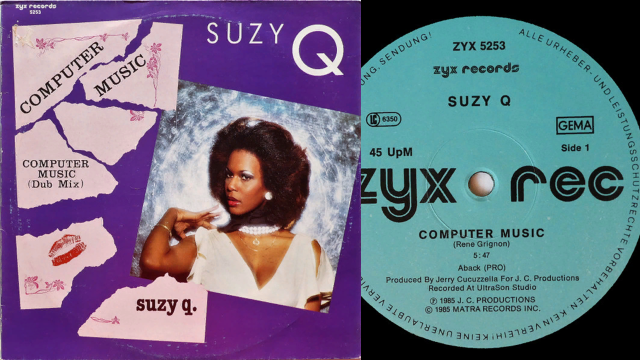 zyx records
5253
COMPUTER
MUSIC
COMPUTER
MUSIC
(Dub Mix)
suzy q.
SUZY Q
ZYX 5253
zyx records
SUZY Q
LC 6350
GEMA
45 UpM
Side 1
zyx rec
COMPUTER MUSIC
(Rene Grignon)
5:47
Aback (PRO)
Produced By Jerry Cucuzzella For J. C. Productions
Recorded At UltraSon Studio
Ⓟ 1985 J. C. PRODUCTIONS
© 1985 MATRA RECORDS INC.
NG, SENDUNG! ALLE URHEBER- UND LEISTUNGSSCHUTZRECHTE VORBEHALTEN. KEIN VERLEIH! KEINE UNERLAUBTE VERVI